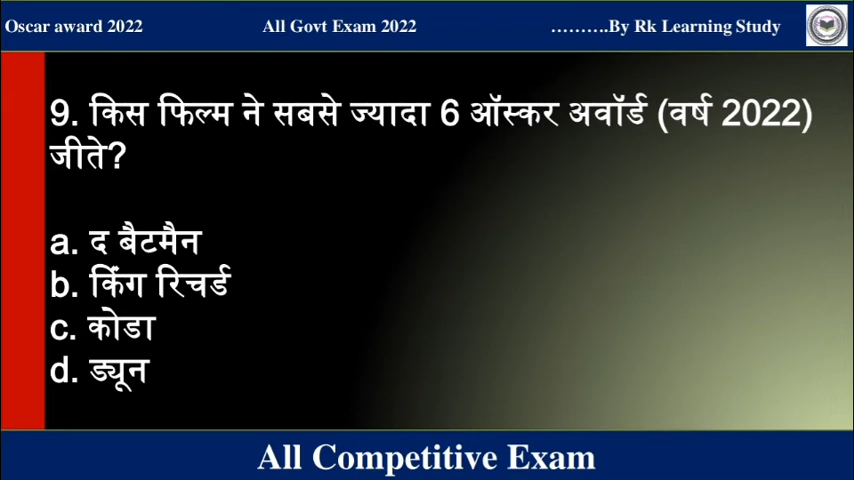 Oscar award 2022 All Govt Exam 2022 ……….By Rk Learning Study
9. किस फिल्म ने सबसे ज्यादा 6 ऑस्कर अवॉर्ड (वर्ष 2022)
जीते?
a. द बैटमैन
b. किंग रिचर्ड
c. कोडा
d. ड्यून
All Competitive Exam